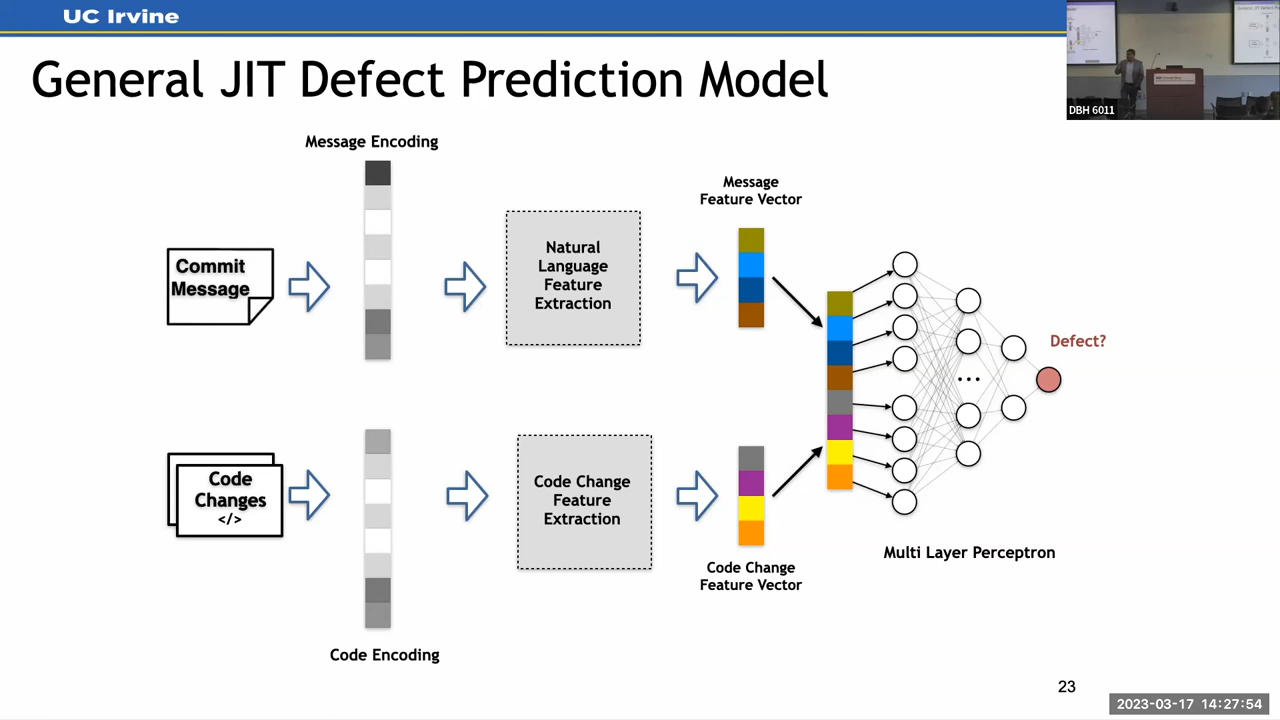 UC Irvine
General JIT Defect Prediction Model
DBH 6011
Message Encoding
Commit
Message
Natural
Language
Feature
Extraction
Message
Feature Vector
Defect?
Code
Changes
</>
Code Change
Feature
Extraction
Code Change
Feature Vector
...
Multi Layer Perceptron
Code Encoding
23
2023-03-17 14:27:54